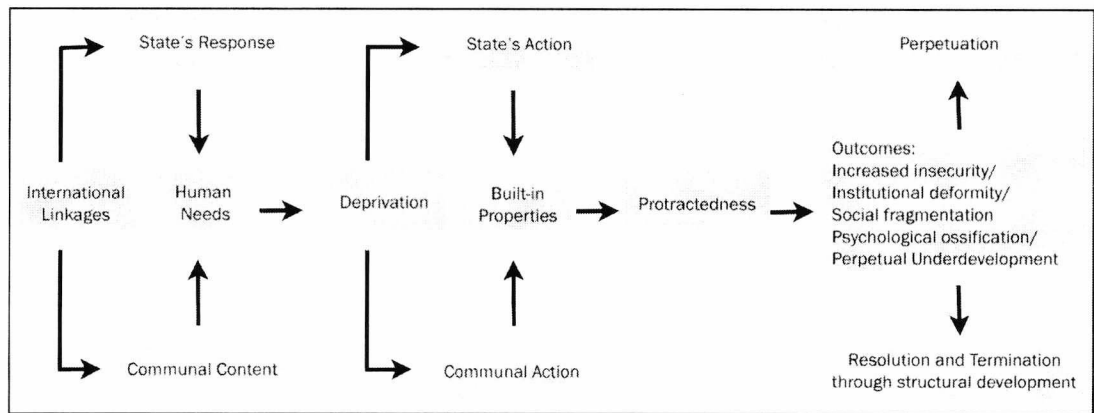 State's Response
State's Action
Perpetuation
International
Linkages
Human
Needs
Deprivation
Built-in
Properties
Protractedness
Outcomes:
Increased insecurity/
Institutional deformity/
Social fragmentation
Psychological ossification/
Perpetual Underdevelopment
Communal Content
Communal Action
Resolution and Termination
through structural development